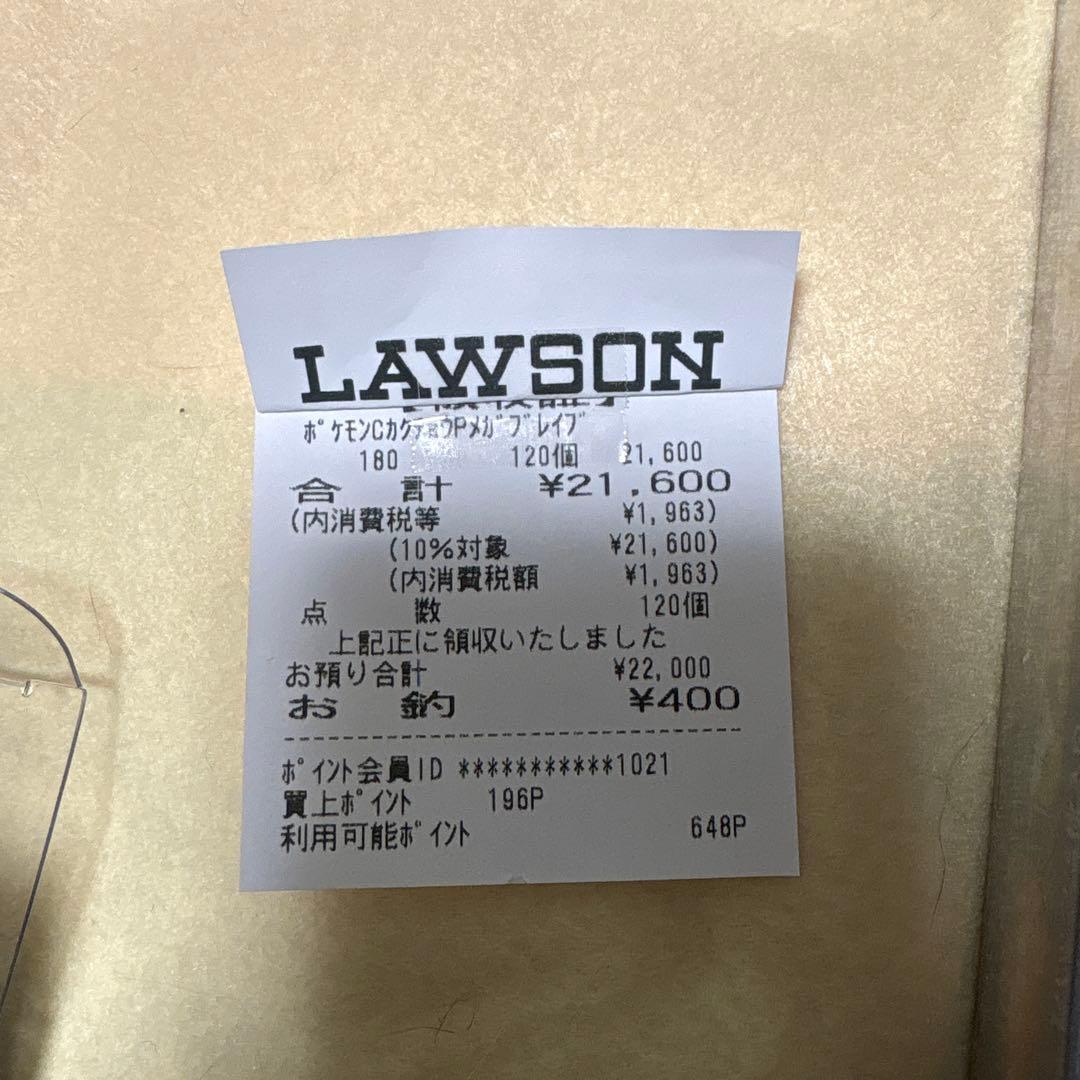 LAWSON
ポケモンCカクチョウPメガブレイブ
180 120個 21,600
合 計 ¥21,600
(内消費税等 ¥1,963)
(10%対象 ¥21,600)
(内消費税額 ¥1,963)
点 数 120個
上記正に領収いたしました
お預り合計 ¥22,000
お 釣 ¥400
ポイント会員ID ***********1021
買上ポイント 196P
利用可能ポイント 648P